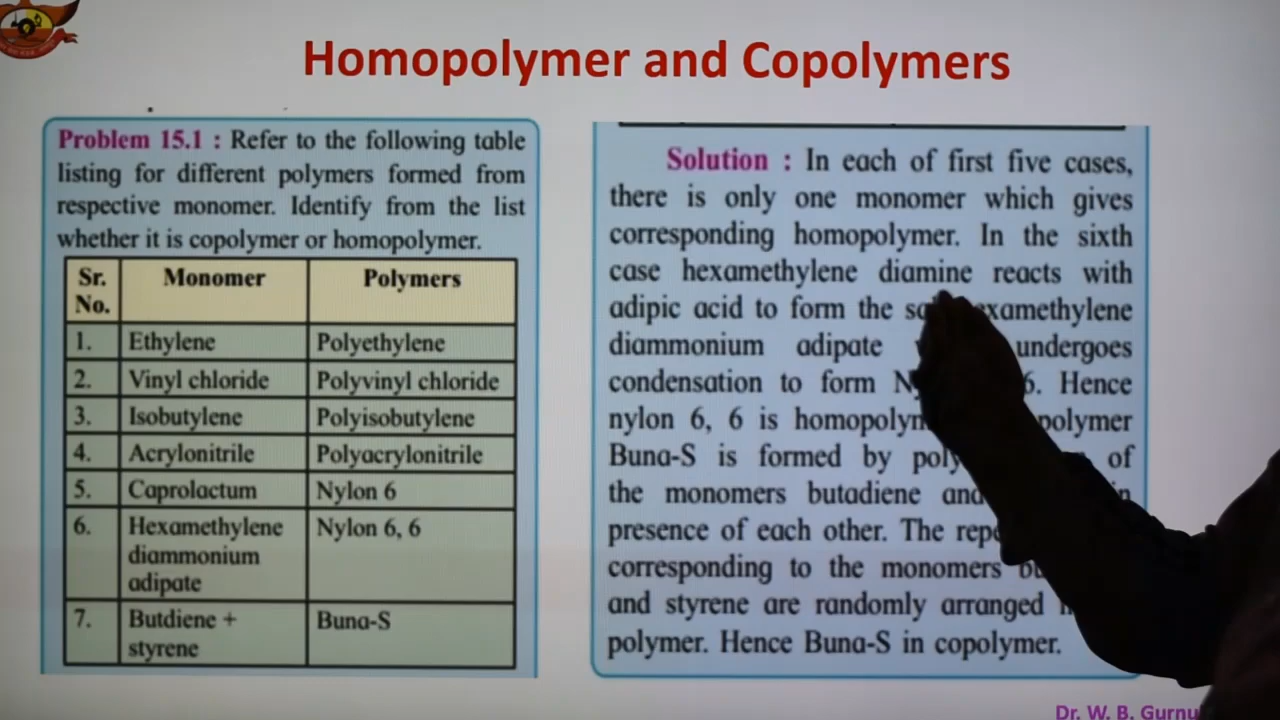 Homopolymer and Copolymers
Problem 15.1 : Refer to the following table
listing for different polymers formed from
respective monomer. Identify from the list
whether it is copolymer or homopolymer.
Sr. No. Monomer Polymers
1. Ethylene Polyethylene
2. Vinyl chloride Polyvinyl chloride
3. Isobutylene Polyisobutylene
4. Acrylonitrile Polyacrylonitrile
5. Caprolactum Nylon 6
6. Hexamethylene Nylon 6, 6
diammonium
adipate
7. Butdiene + Buna-S
styrene
Solution : In each of first five cases,
there is only one monomer which gives
corresponding homopolymer. In the sixth
case hexamethylene diamine reacts with
adipic acid to form the
diammonium adipate undergoes
condensation to form 6. Hence
nylon 6, 6 is
Buna-S is formed by of
the monomers butadiene
presence of each other. The
corresponding to the monomers
and styrene are randomly arranged
polymer. Hence Buna-S in copolymer.
Dr. W. B.